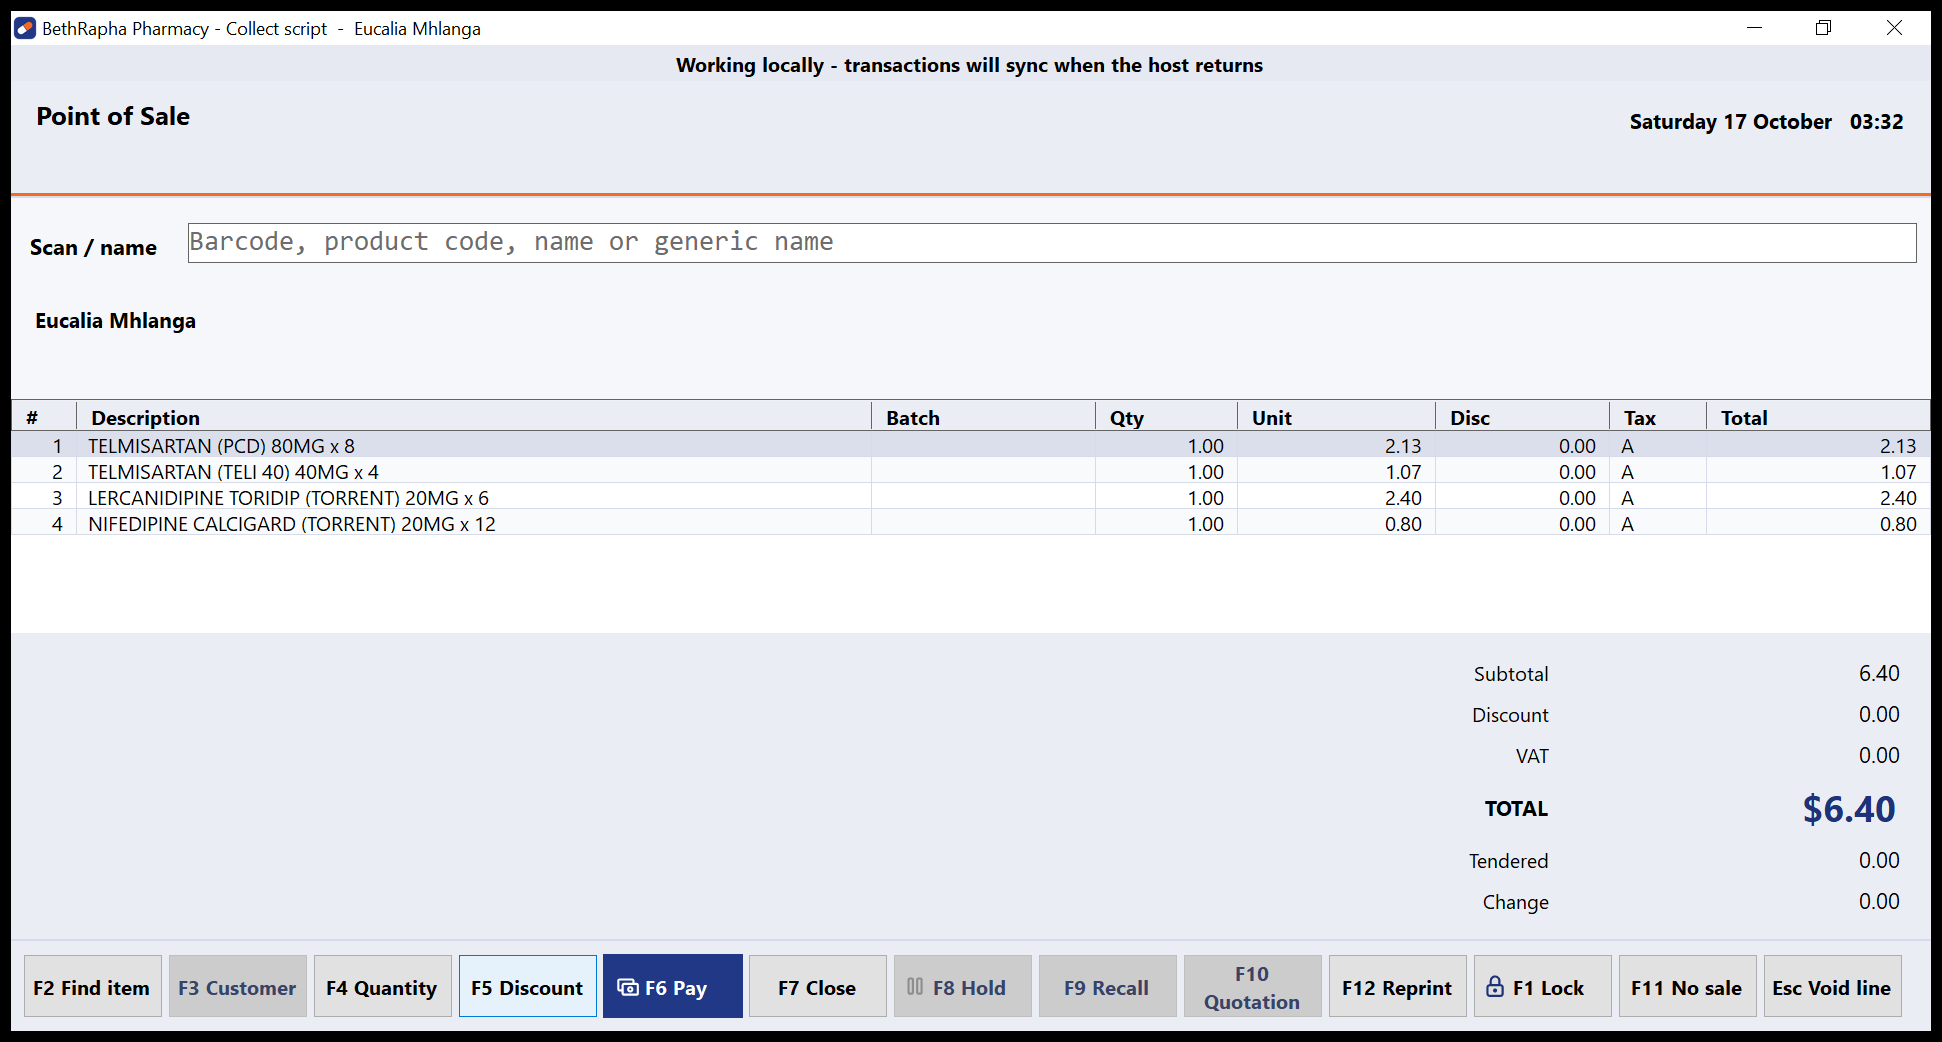 BethRapha Pharmacy - Collect script - Eucalia Mhlanga
Working locally - transactions will sync when the host returns
Point of Sale
Saturday 17 October 03:32
Scan / name
Barcode, product code, name or generic name
Eucalia Mhlanga
# Description Batch Qty Unit Disc Tax Total
1 TELMISARTAN (PCD) 80MG x 8 1.00 2.13 0.00 A 2.13
2 TELMISARTAN (TELI 40) 40MG x 4 1.00 1.07 0.00 A 1.07
3 LERCANIDIPINE TORIDIP (TORRENT) 20MG x 6 1.00 2.40 0.00 A 2.40
4 NIFEDIPINE CALCIGARD (TORRENT) 20MG x 12 1.00 0.80 0.00 A 0.80
Subtotal 6.40
Discount 0.00
VAT 0.00
TOTAL $6.40
Tendered 0.00
Change 0.00
F2 Find item
F3 Customer
F4 Quantity
F5 Discount
F6 Pay
F7 Close
F8 Hold
F9 Recall
F10
Quotation
F12 Reprint
F1 Lock
F11 No sale
Esc Void line